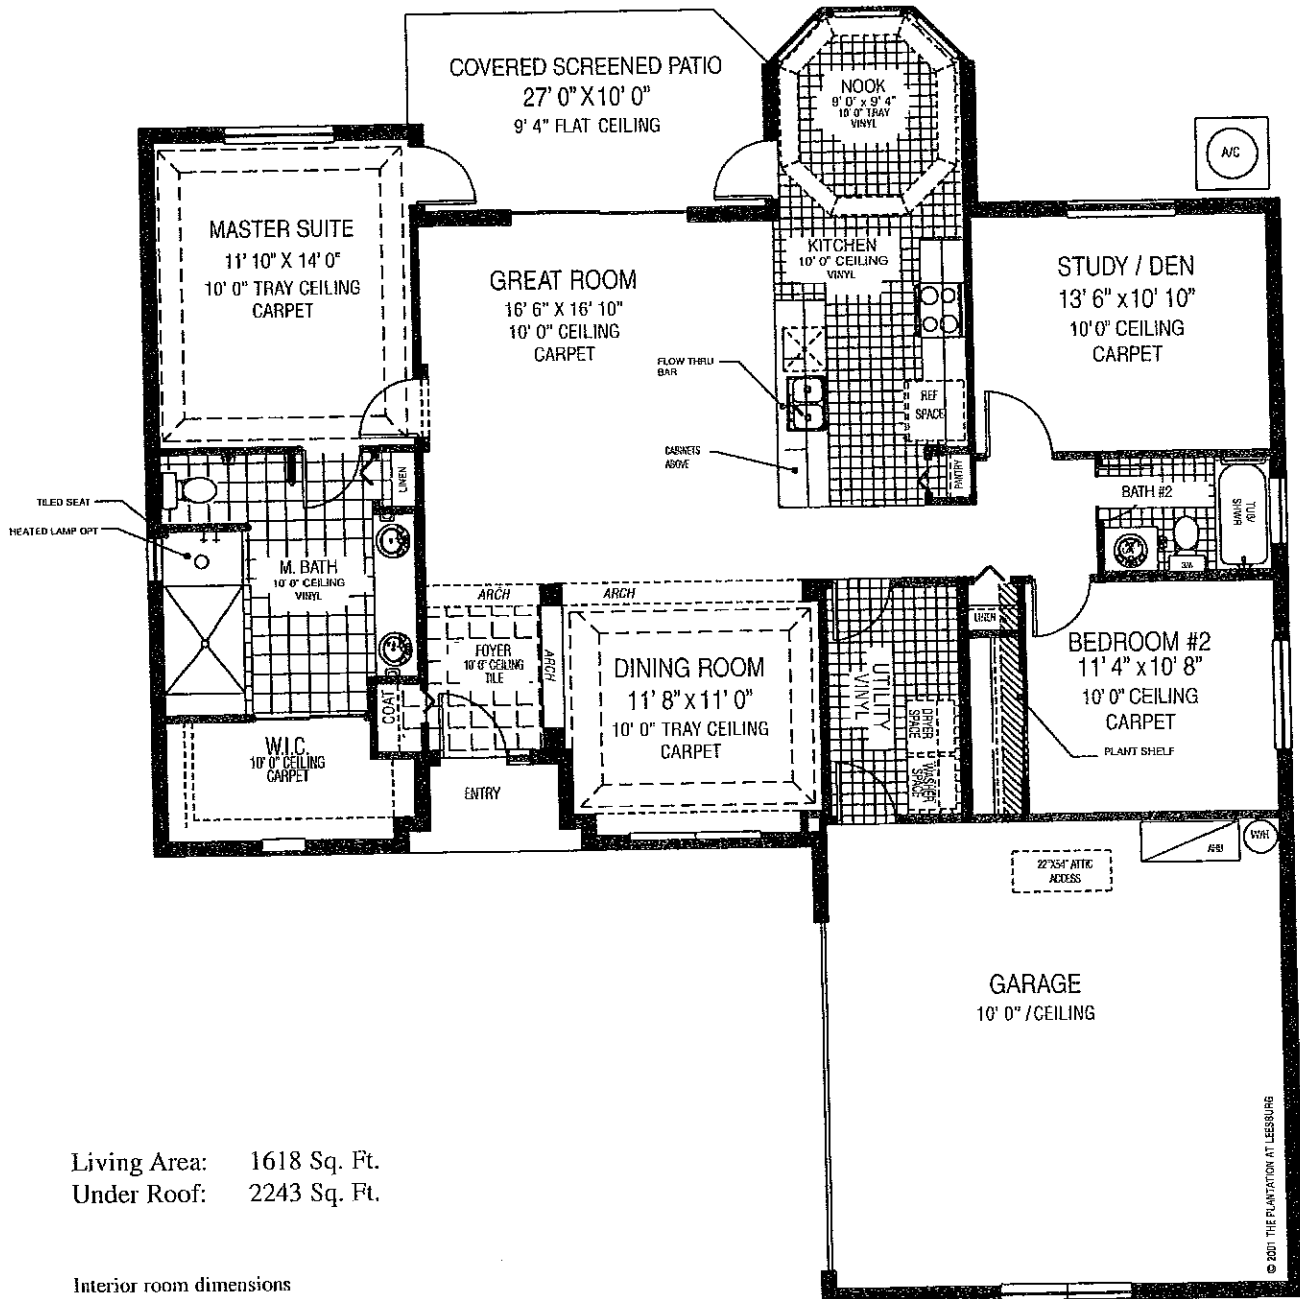 COVERED SCREENED PATIO
27' 0" X 10' 0"
9' 4" FLAT CEILING
NOOK
9' 0" x 9' 4"
10' 0" TRAY
VINYL
A/C
MASTER SUITE
11' 10" X 14' 0"
10' 0" TRAY CEILING
CARPET
GREAT ROOM
16' 6" X 16' 10"
10' 0" CEILING
CARPET
KITCHEN
10' 0" CEILING
VINYL
STUDY / DEN
13' 6" x 10' 10"
10' 0" CEILING
CARPET
FLOW THRU
BAR
REF
SPACE
CABINETS
ABOVE
PANTRY
LINEN
TILED SEAT
HEATED LAMP OPT
M. BATH
10' 0" CEILING
VINYL
BATH #2
TUB/
SHWR
ARCH
ARCH
FOYER
10' 0" CEILING
TILE
ARCH
DINING ROOM
11' 8" x 11' 0"
10' 0" TRAY CEILING
CARPET
UTILITY
VINYL
DRYER
SPACE
WASHER
SPACE
LINEN
BEDROOM #2
11' 4" x 10' 8"
10' 0" CEILING
CARPET
PLANT SHELF
COAT
W.I.C.
10' 0" CEILING
CARPET
ENTRY
22"X54" ATTIC
ACCESS
AHU
W/H
GARAGE
10' 0" / CEILING
Living Area: 1618 Sq. Ft.
Under Roof: 2243 Sq. Ft.
Interior room dimensions
© 2001 THE PLANTATION AT LEESBURG